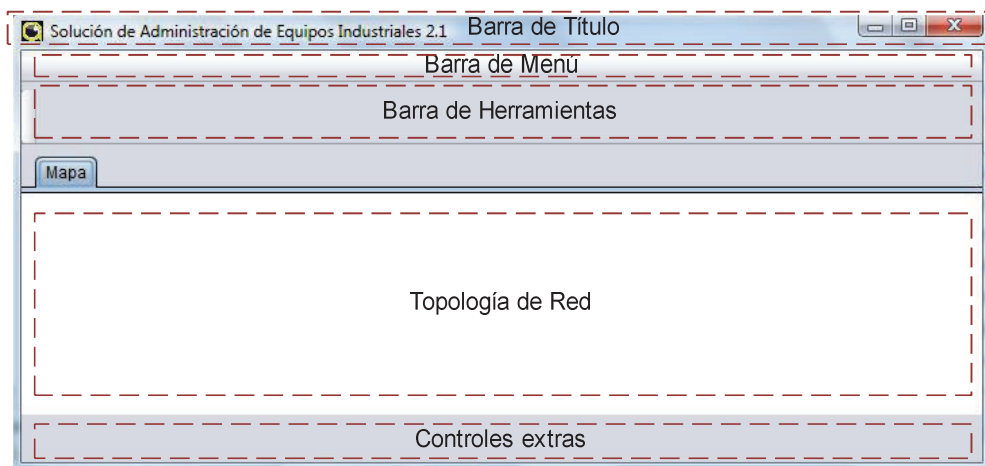 Solución de Administración de Equipos Industriales 2.1 Barra de Título
Barra de Menú
Barra de Herramientas
Mapa
Topología de Red
Controles extras